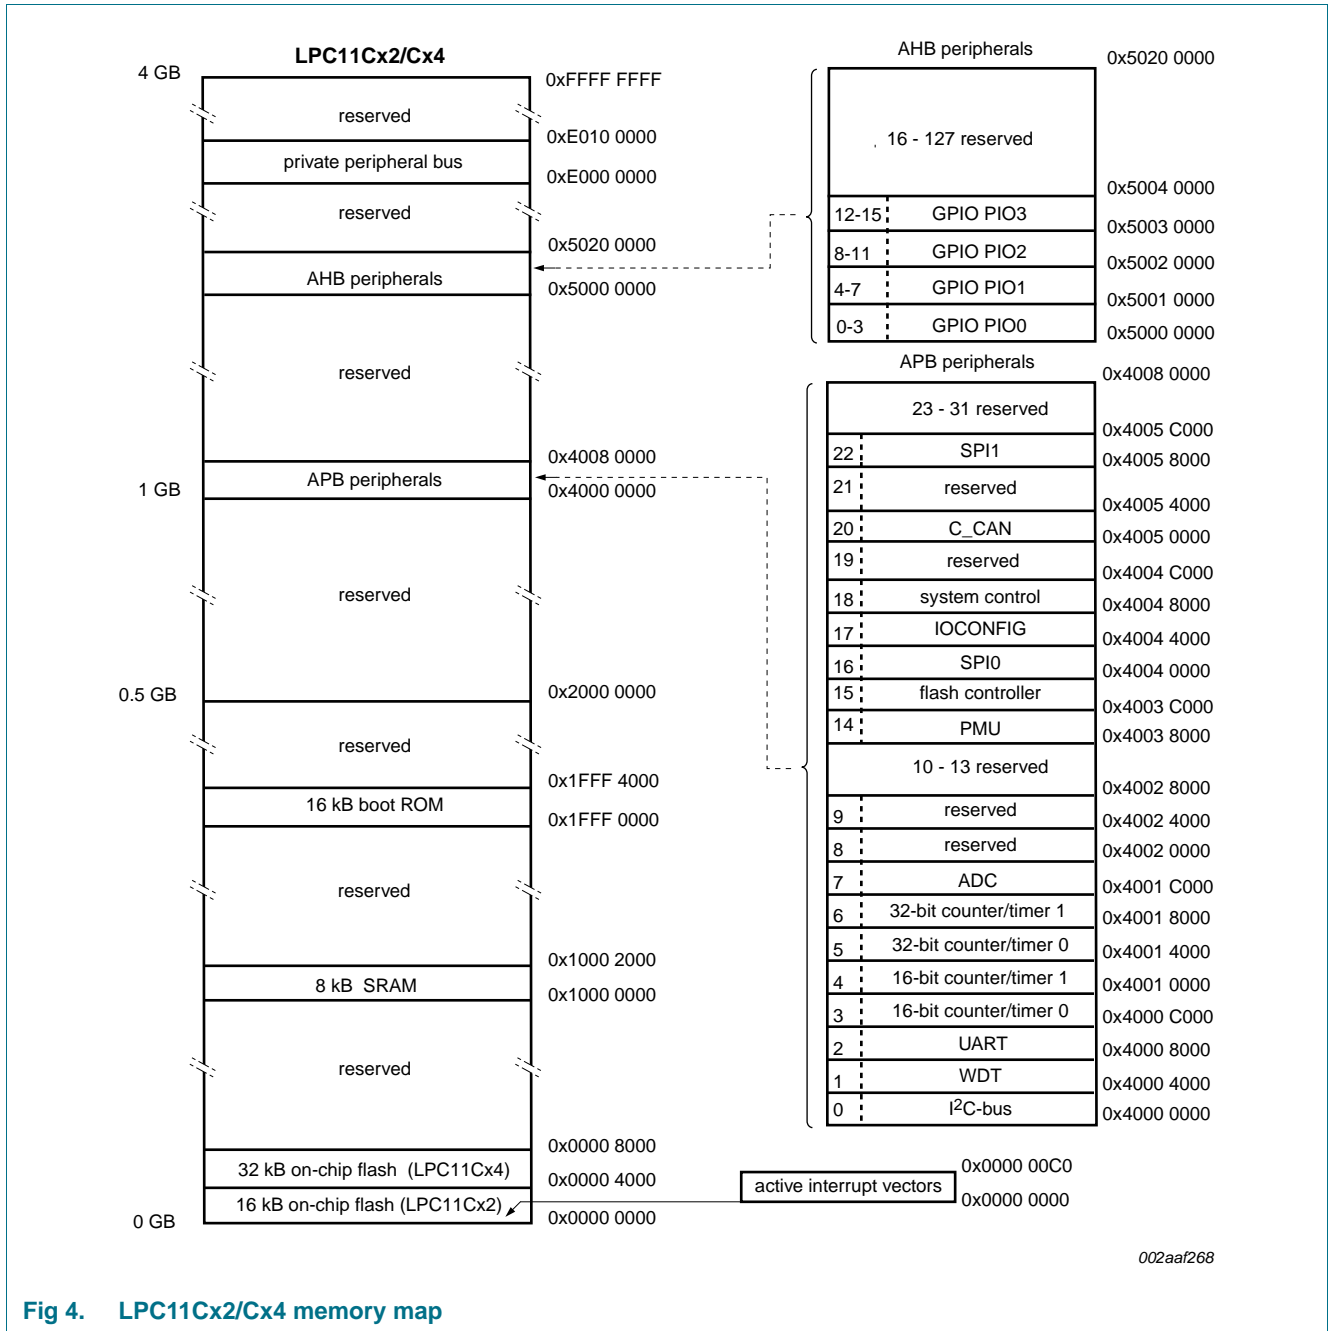 LPC11Cx2/Cx4
4 GB
0xFFFF FFFF
reserved
0xE010 0000
private peripheral bus
0xE000 0000
reserved
0x5020 0000
AHB peripherals
0x5000 0000
reserved
0x4008 0000
APB peripherals
1 GB
0x4000 0000
reserved
0.5 GB
0x2000 0000
reserved
0x1FFF 4000
16 kB boot ROM
0x1FFF 0000
reserved
0x1000 2000
8 kB SRAM
0x1000 0000
reserved
0x0000 8000
32 kB on-chip flash (LPC11Cx4)
0x0000 4000
16 kB on-chip flash (LPC11Cx2)
0 GB
0x0000 0000
AHB peripherals
0x5020 0000
16 - 127 reserved
0x5004 0000
12-15 GPIO PIO3
0x5003 0000
8-11 GPIO PIO2
0x5002 0000
4-7 GPIO PIO1
0x5001 0000
0-3 GPIO PIO0
0x5000 0000
APB peripherals
0x4008 0000
23 - 31 reserved
0x4005 C000
22 SPI1
0x4005 8000
21 reserved
0x4005 4000
20 C_CAN
0x4005 0000
19 reserved
0x4004 C000
18 system control
0x4004 8000
17 IOCONFIG
0x4004 4000
16 SPI0
0x4004 0000
15 flash controller
0x4003 C000
14 PMU
0x4003 8000
10 - 13 reserved
0x4002 8000
9 reserved
0x4002 4000
8 reserved
0x4002 0000
7 ADC
0x4001 C000
6 32-bit counter/timer 1
0x4001 8000
5 32-bit counter/timer 0
0x4001 4000
4 16-bit counter/timer 1
0x4001 0000
3 16-bit counter/timer 0
0x4000 C000
2 UART
0x4000 8000
1 WDT
0x4000 4000
0 I²C-bus
0x4000 0000
0x0000 00C0
active interrupt vectors
0x0000 0000
002aaf268
Fig 4. LPC11Cx2/Cx4 memory map